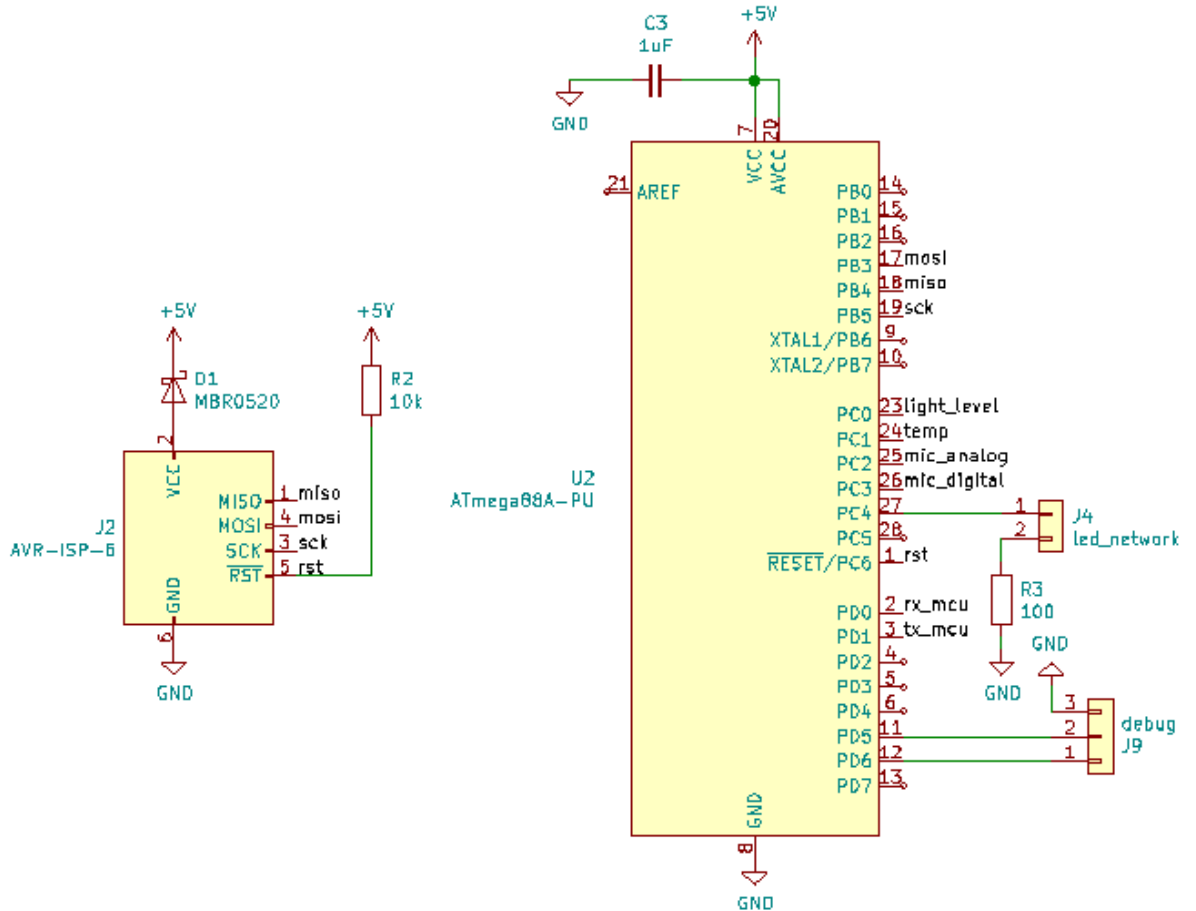 C3
1uF
+5V
GND
7
20
VCC
AVCC
21
AREF
PB0
14
PB1
15
PB2
16
PB3
17
mosi
PB4
18
miso
PB5
19
sck
XTAL1/PB6
9
XTAL2/PB7
10
PC0
23
light_level
PC1
24
temp
PC2
25
mic_analog
PC3
26
mic_digital
PC4
27
PC5
28
RESET/PC6
1
rst
PD0
2
rx_mcu
PD1
3
tx_mcu
PD2
4
PD3
5
PD4
6
PD5
11
PD6
12
PD7
13
U2
ATmega88A-PU
GND
8
GND
1
2
J4
led_network
R3
100
GND
GND
3
2
1
debug
J9
+5V
D1
MBR0520
+5V
R2
10k
2
VCC
J2
AVR-ISP-6
MISO
1
miso
MOSI
4
mosi
SCK
3
sck
RST
5
rst
GND
6
GND